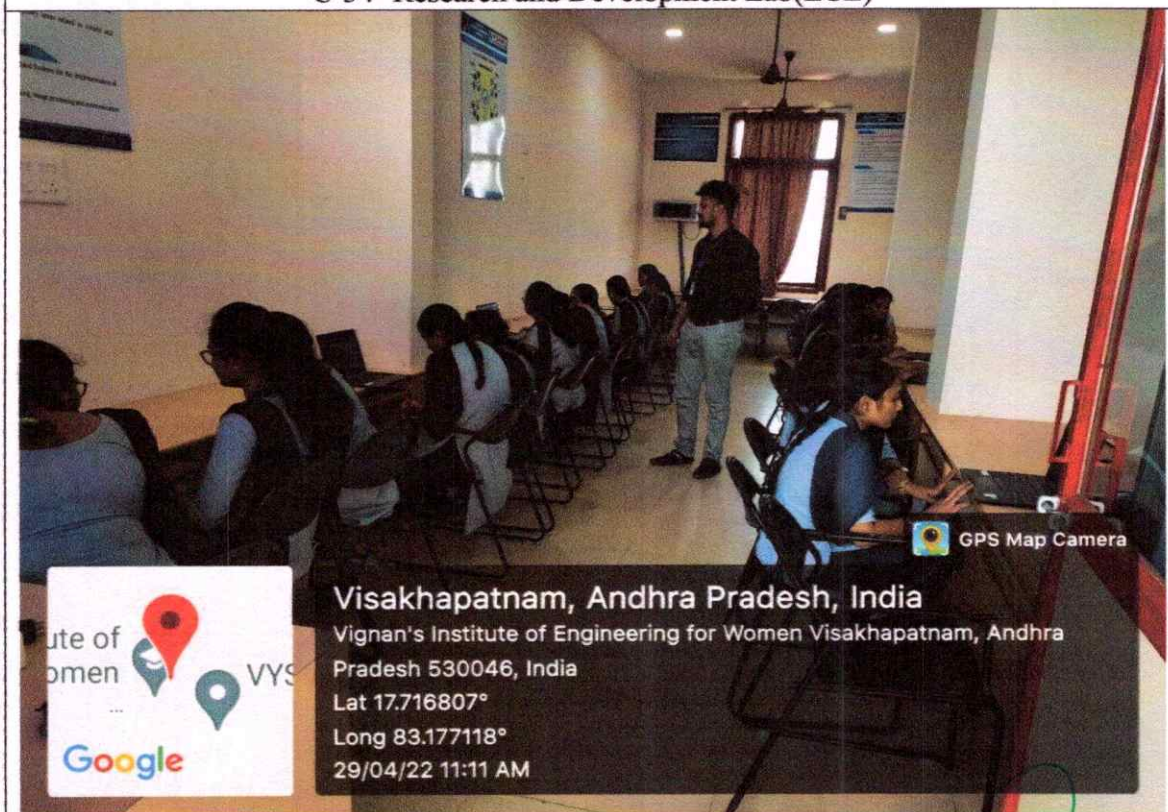 Research and Development Lab(ECE)
GPS Map Camera
Visakhapatnam, Andhra Pradesh, India
Vignan's Institute of Engineering for Women Visakhapatnam, Andhra
Pradesh 530046, India
Lat 17.716807°
Long 83.177118°
29/04/22 11:11 AM
ute of
omen
VYS
...
Google